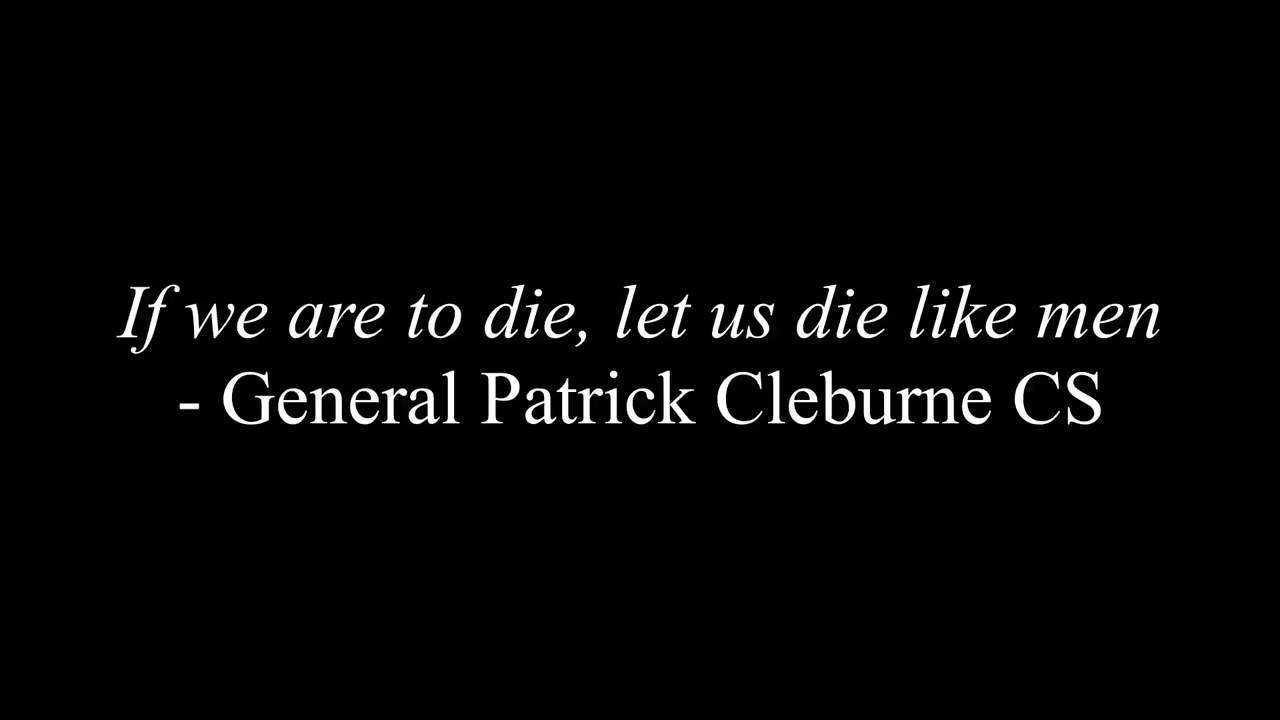 If we are to die, let us die like men
- General Patrick Cleburne CS